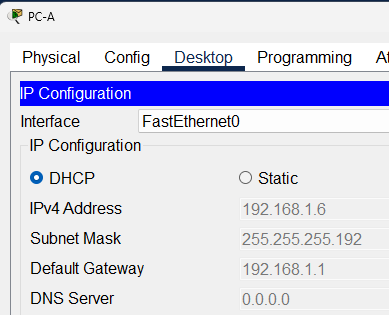 PC-A
Physical Config Desktop Programming
IP Configuration
Interface FastEthernet0
IP Configuration
DHCP Static
IPv4 Address 192.168.1.6
Subnet Mask 255.255.255.192
Default Gateway 192.168.1.1
DNS Server 0.0.0.0